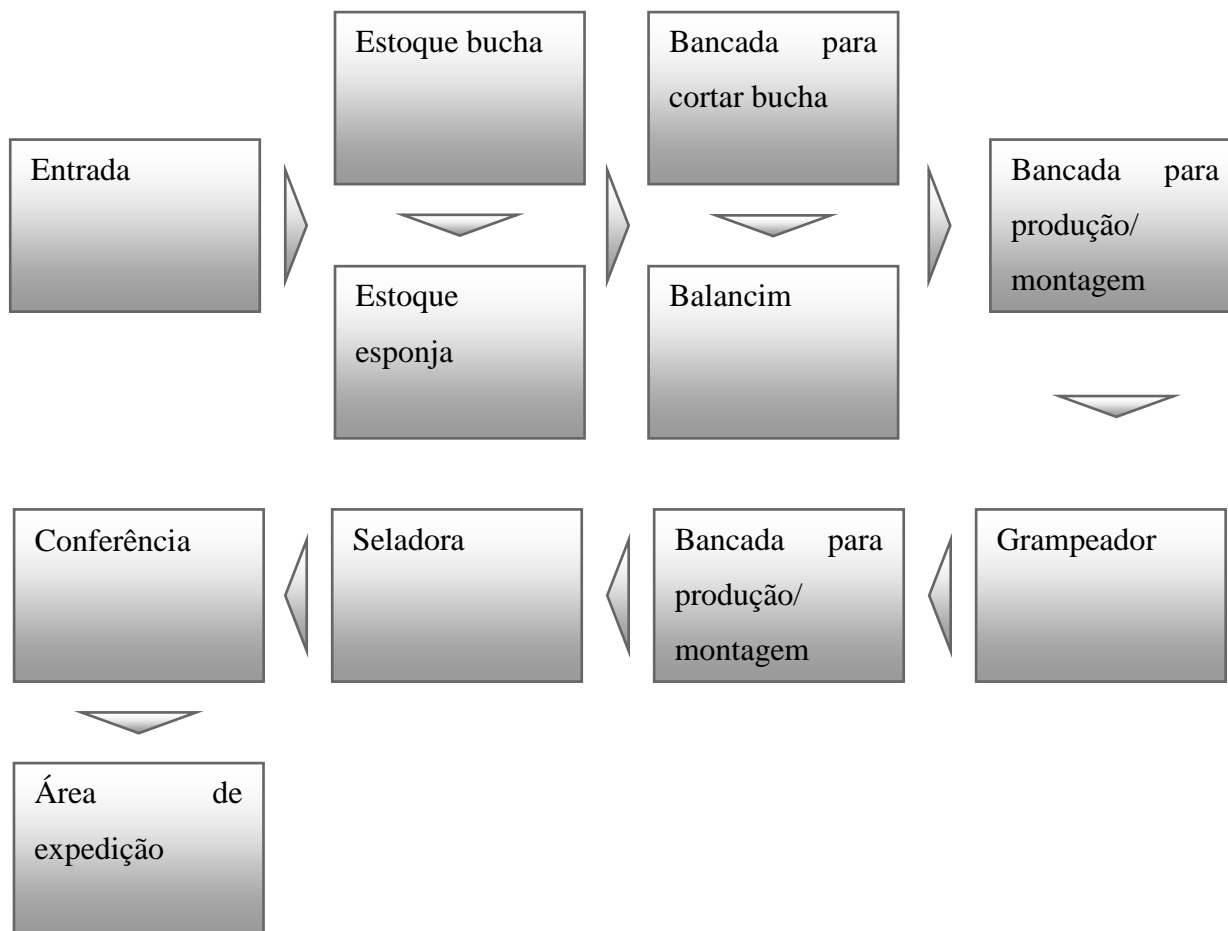 Estoque bucha
Bancada para
cortar bucha
Entrada
Bancada para
produção/
montagem
Estoque
esponja
Balancim
Conferência
Seladora
Bancada para
produção/
montagem
Grampeador
Área de
expedição